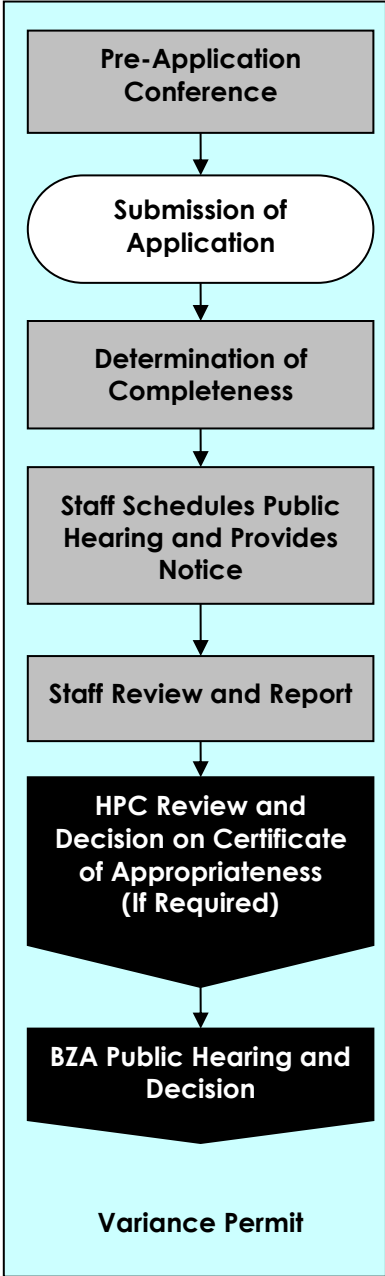 Pre-Application
Conference
Submission of
Application
Determination of
Completeness
Staff Schedules Public
Hearing and Provides
Notice
Staff Review and Report
HPC Review and
Decision on Certificate
of Appropriateness
(If Required)
BZA Public Hearing and
Decision
Variance Permit